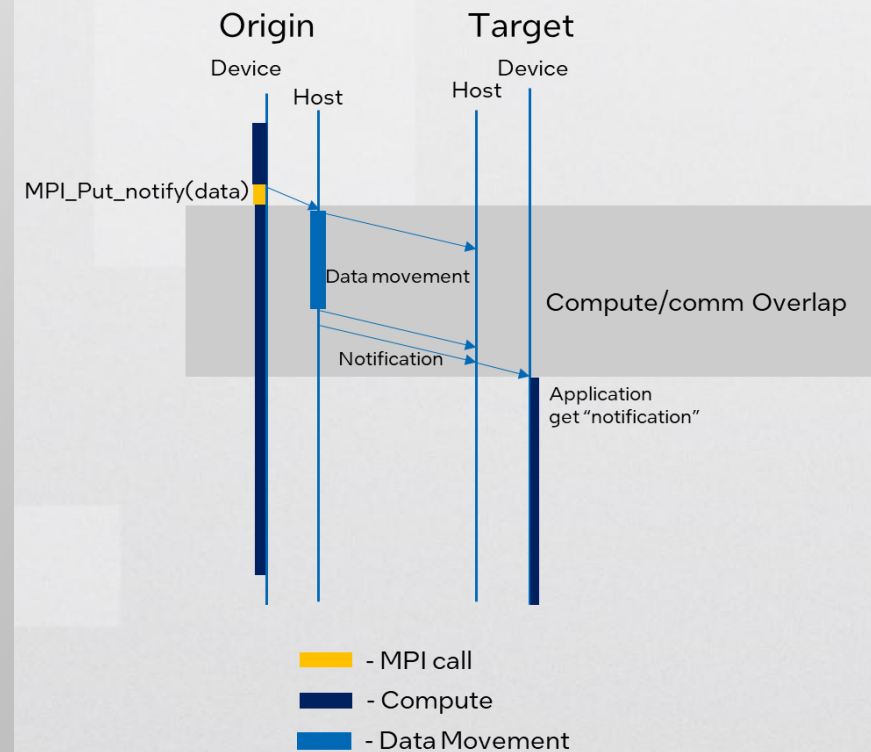 Origin
Target
Device
Host
Host
Device
MPI_Put_notify(data)
Data movement
Compute/comm Overlap
Notification
Application
get “notification”
- MPI call
- Compute
- Data Movement